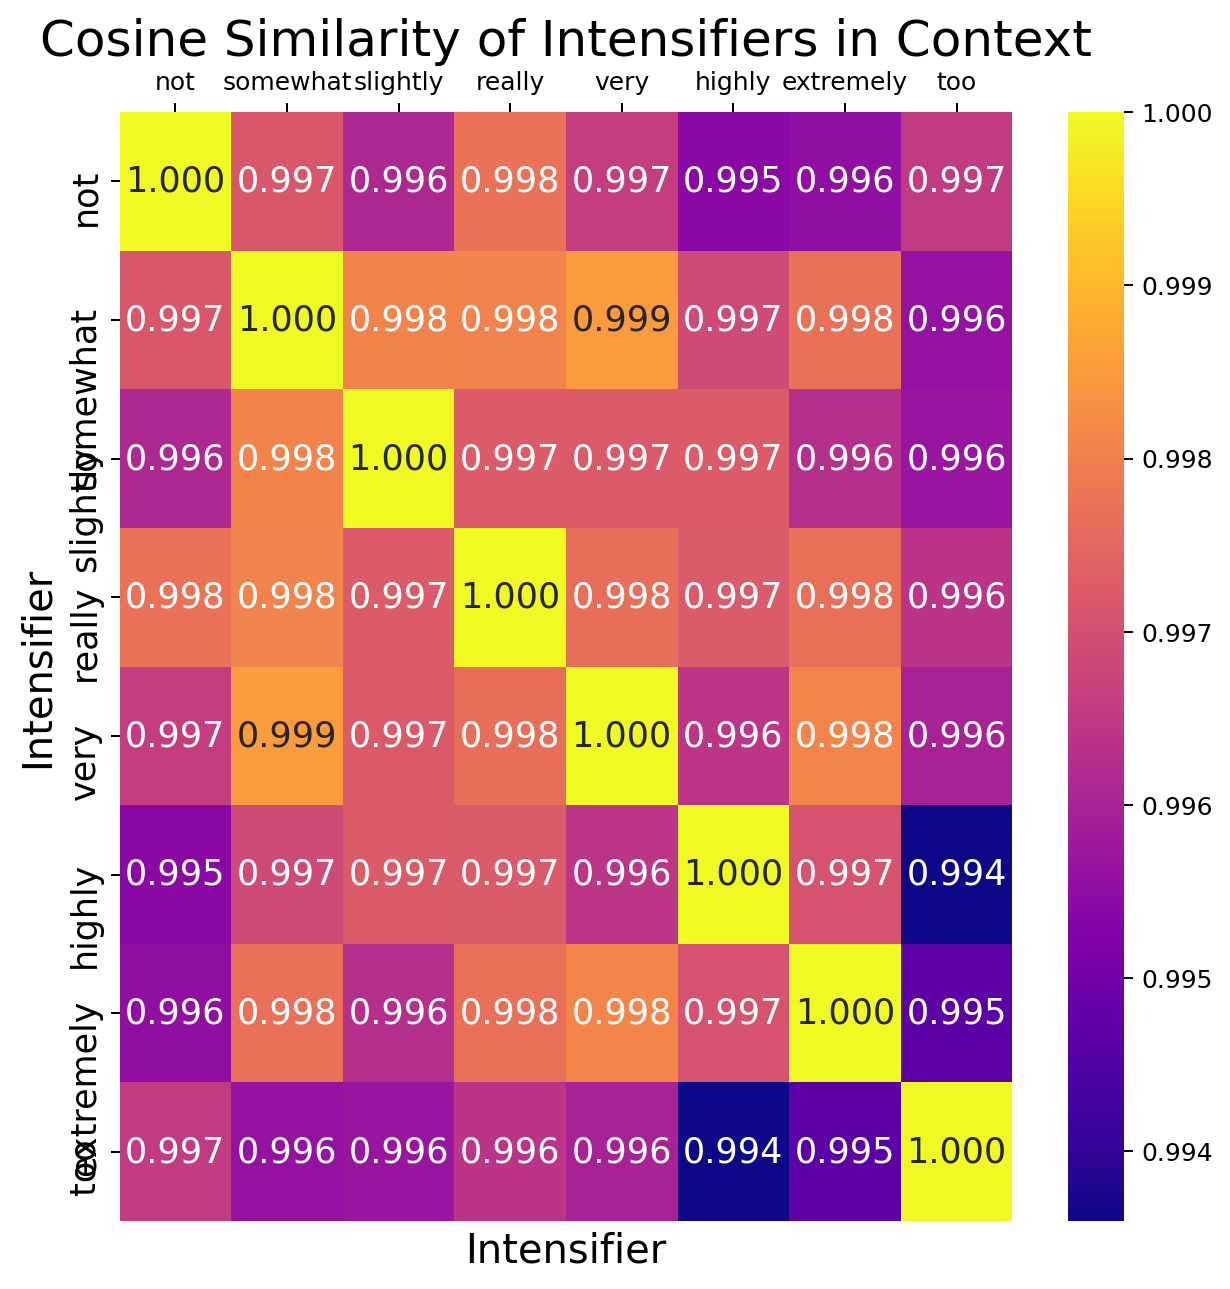 Cosine Similarity of Intensifiers in Context
not somewhat slightly really very highly extremely too
not 1.000 0.997 0.996 0.998 0.997 0.995 0.996 0.997
somewhat 0.997 1.000 0.998 0.998 0.999 0.997 0.998 0.996
slightly 0.996 0.998 1.000 0.997 0.997 0.997 0.996 0.996
really 0.998 0.998 0.997 1.000 0.998 0.997 0.998 0.996
very 0.997 0.999 0.997 0.998 1.000 0.996 0.998 0.996
highly 0.995 0.997 0.997 0.997 0.996 1.000 0.997 0.994
extremely 0.996 0.998 0.996 0.998 0.998 0.997 1.000 0.995
too 0.997 0.996 0.996 0.996 0.996 0.994 0.995 1.000
Intensifier
Intensifier
1.000
0.999
0.998
0.997
0.996
0.995
0.994